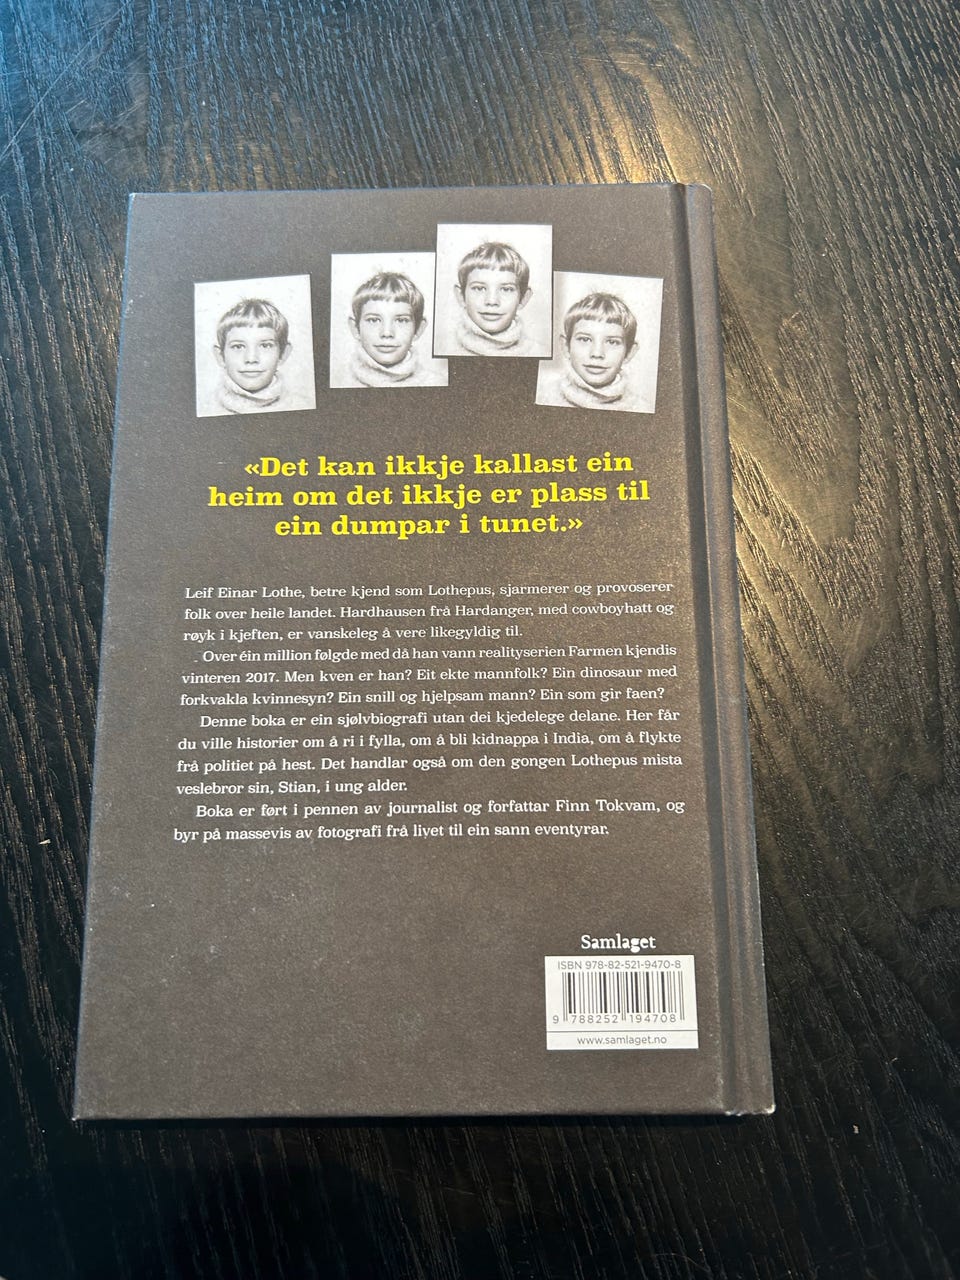 «Det kan ikkje kallast ein
heim om det ikkje er plass til
ein dumpar i tunet.»
Leif Einar Lothe, betre kjend som Lothepus, sjarmerer og provoserer
folk over heile landet. Hardhausen frå Hardanger, med cowboyhatt og
røyk i kjeften, er vanskeleg å vere likegyldig til.
Over éin million følgde med då han vann realityserien Farmen kjendis
vinteren 2017. Men kven er han? Eit ekte mannfolk? Ein dinosaur med
forkvakla kvinnesyn? Ein snill og hjelpsam mann? Ein som gir faen?
Denne boka er ein sjølvbiografi utan dei kjedelege delane. Her får
du ville historier om å ri i fylla, om å bli kidnappa i India, om å flykte
frå politiet på hest. Det handlar også om den gongen Lothepus mista
veslebror sin, Stian, i ung alder.
Boka er ført i pennen av journalist og forfattar Finn Tokvam, og
byr på massevis av fotografi frå livet til ein sann eventyrar.
Samlaget
ISBN 978-82-521-9470-8
9 788252 194708
www.samlaget.no